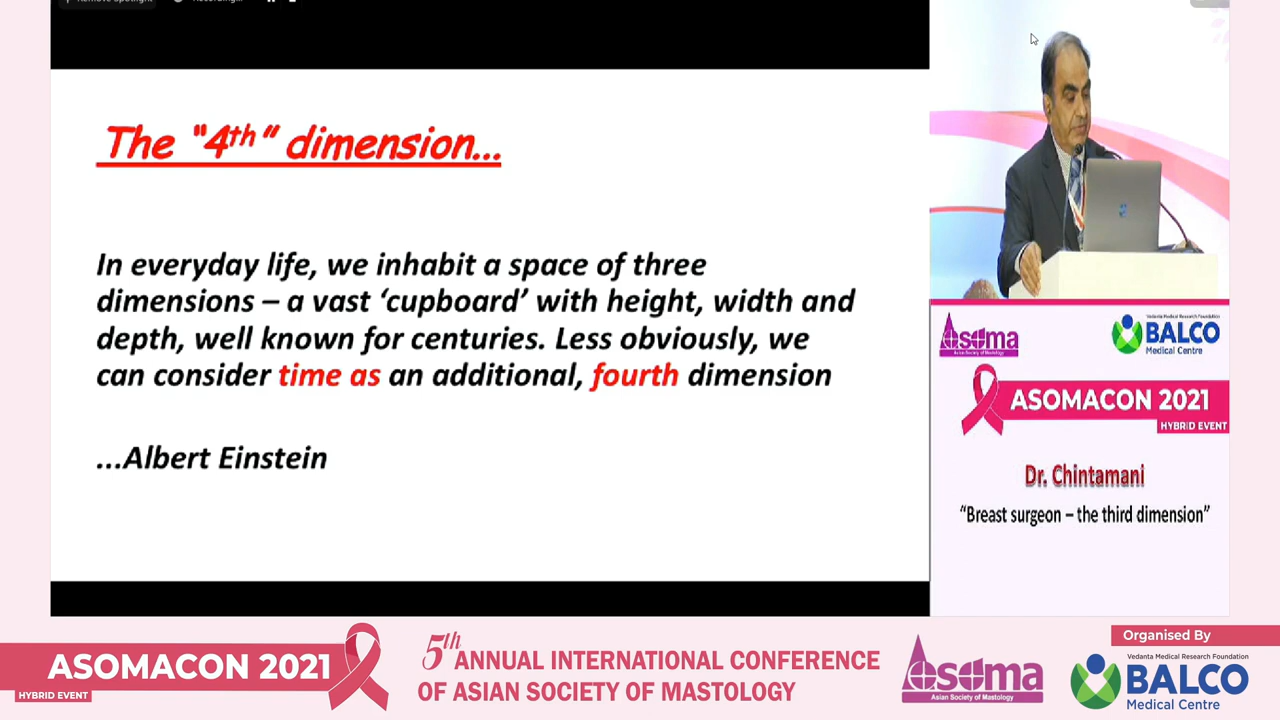 The “4th” dimension...
In everyday life, we inhabit a space of three
dimensions – a vast ‘cupboard’ with height, width and
depth, well known for centuries. Less obviously, we
can consider time as an additional, fourth dimension
...Albert Einstein
Asoma
Asian Society of Mastology
Vedanta Medical Research Foundation
BALCO
Medical Centre
ASOMACON 2021
HYBRID EVENT
Dr. Chintamani
“Breast surgeon – the third dimension”
ASOMACON 2021
HYBRID EVENT
5th ANNUAL INTERNATIONAL CONFERENCE
OF ASIAN SOCIETY OF MASTOLOGY
Asoma
Asian Society of Mastology
Organised By
Vedanta Medical Research Foundation
BALCO
Medical Centre